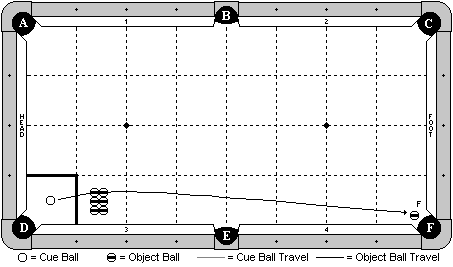 A B C
1 2
HEAD
FOOT
F
D E F
3 4
= Cue Ball = Object Ball = Cue Ball Travel = Object Ball Travel